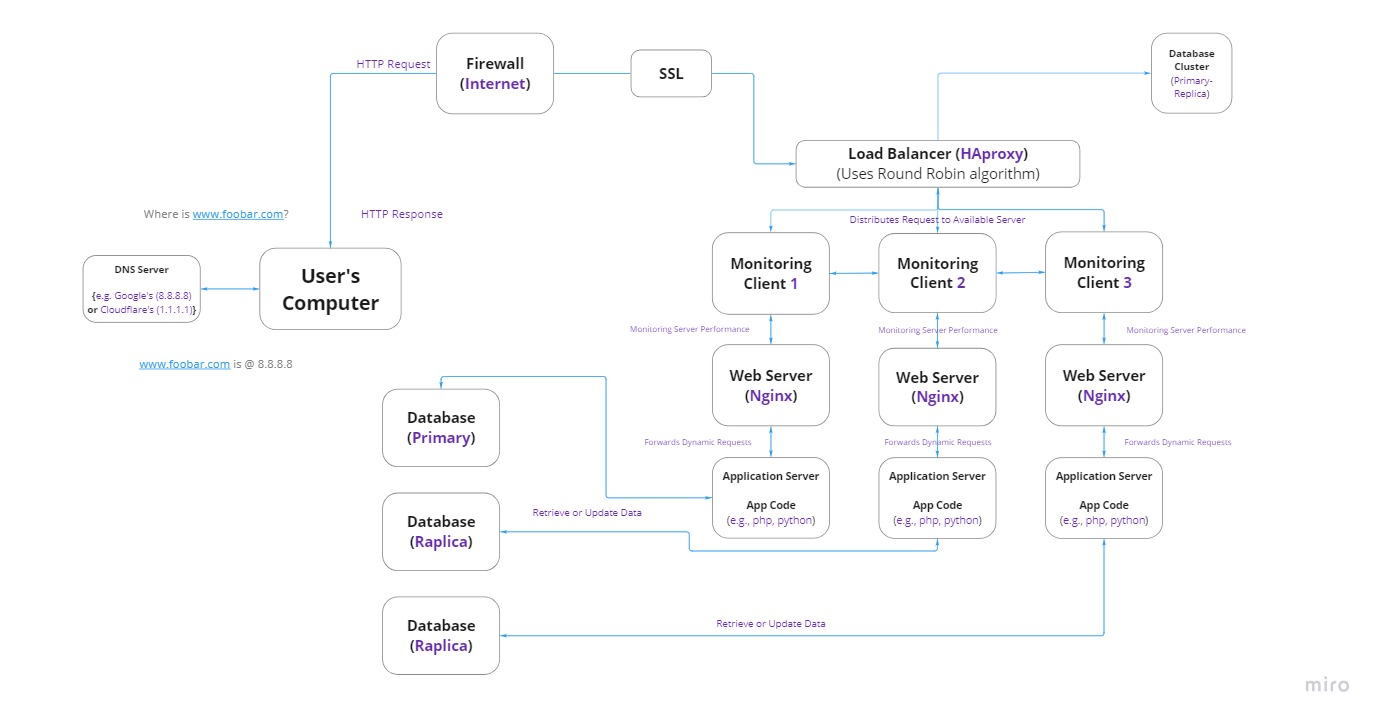 HTTP Request
Firewall
(Internet)
SSL
Database
Cluster
(Primary-
Replica)
Load Balancer (HAproxy)
(Uses Round Robin algorithm)
Where is www.foobar.com?
HTTP Response
Distributes Request to Available Server
DNS Server
{e.g. Google's (8.8.8.8)
or Cloudflare's (1.1.1.1)}
User's
Computer
Monitoring
Client 1
Monitoring
Client 2
Monitoring
Client 3
Monitoring Server Performance
Monitoring Server Performance
Monitoring Server Performance
www.foobar.com is @ 8.8.8.8
Web Server
(Nginx)
Web Server
(Nginx)
Web Server
(Nginx)
Database
(Primary)
Forwards Dynamic Requests
Forwards Dynamic Requests
Forwards Dynamic Requests
Application Server
App Code
(e.g., php, python)
Application Server
App Code
(e.g., php, python)
Application Server
App Code
(e.g., php, python)
Database
(Raplica)
Retrieve or Update Data
Database
(Raplica)
Retrieve or Update Data
miro